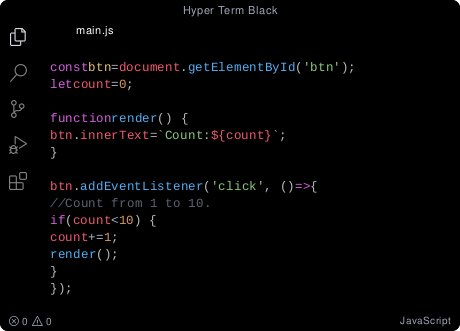 Hyper Term Black
main.js
constbtn=document.getElementById('btn');
letcount=0;
functionrender() {
btn.innerText=`Count:${count}`;
}
btn.addEventListener('click', ()=>{
//Count from 1 to 10.
if(count<10) {
count+=1;
render();
}
});
0 0
JavaScript